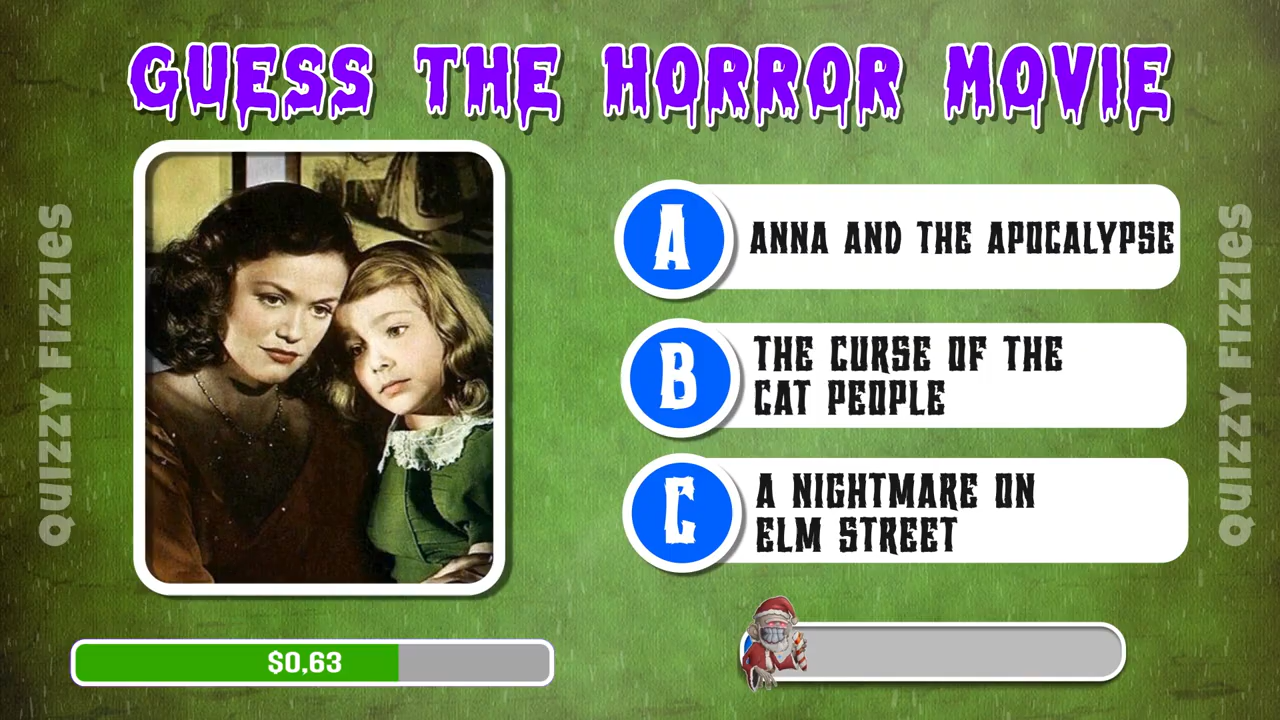 GUESS THE HORROR MOVIE
QUIZZY FIZZIES
A
ANNA AND THE APOCALYPSE
B
THE CURSE OF THE
CAT PEOPLE
C
A NIGHTMARE ON
ELM STREET
QUIZZY FIZZIES
$0,63